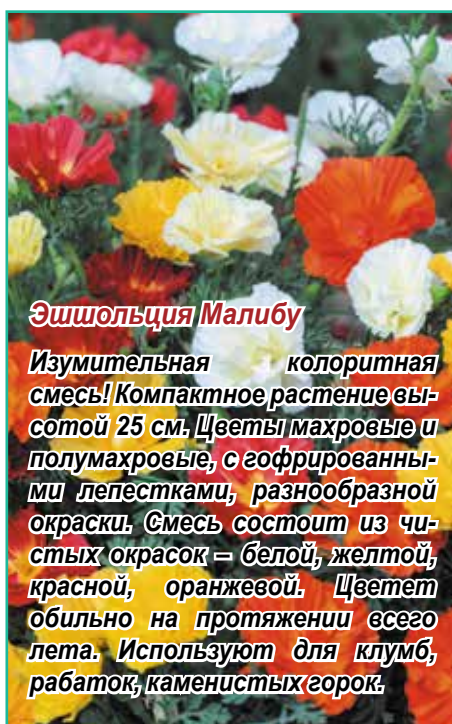 Эшшольция Малибу
Изумительная колоритная
смесь! Компактное растение вы-
сотой 25 см. Цветы махровые и
полумахровые, с гофрированны-
ми лепестками, разнообразной
окраски. Смесь состоит из чи-
стых окрасок – белой, желтой,
красной, оранжевой. Цветет
обильно на протяжении всего
лета. Используют для клумб,
рабаток, каменистых горок.